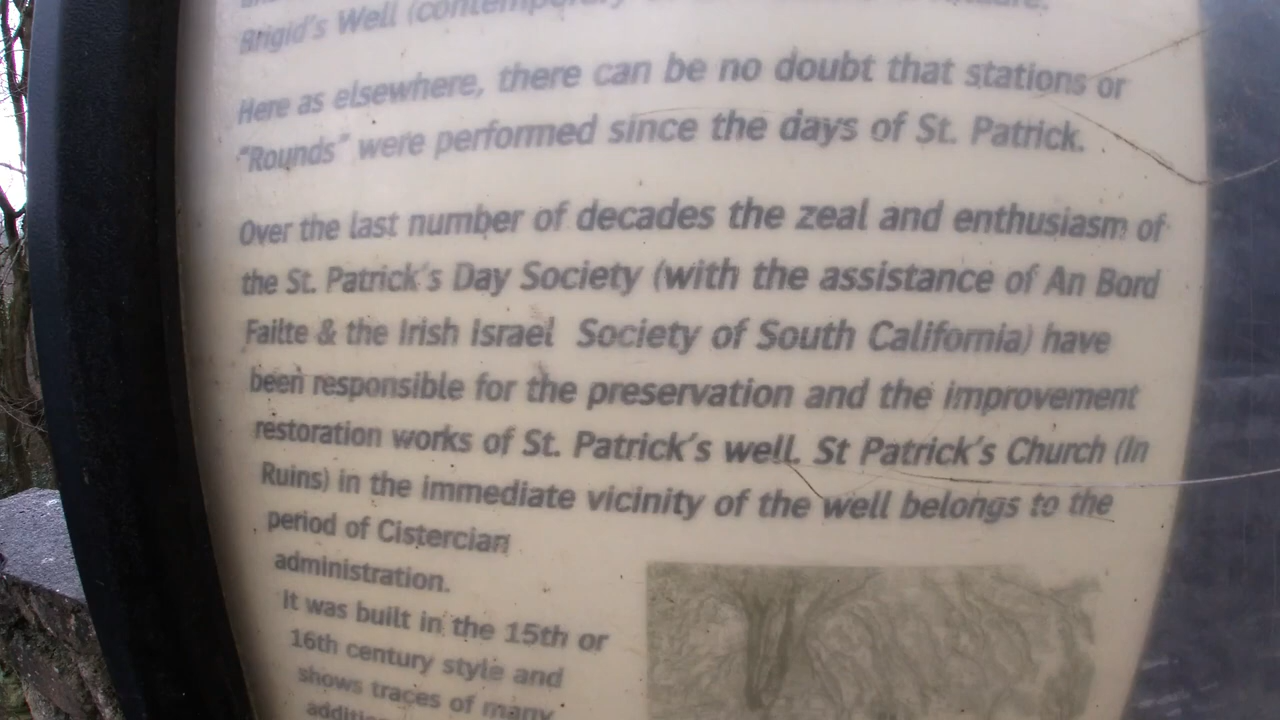 Brigid's Well (contemporary
Here as elsewhere, there can be no doubt that stations or
"Rounds" were performed since the days of St. Patrick.
Over the last number of decades the zeal and enthusiasm of
the St. Patrick's Day Society (with the assistance of An Bord
Failte & the Irish Israel Society of South California) have
been responsible for the preservation and the improvement
restoration works of St. Patrick's well. St Patrick's Church (In
Ruins) in the immediate vicinity of the well belongs to the
period of Cistercian
administration.
It was built in the 15th or
16th century style and
shows traces of many